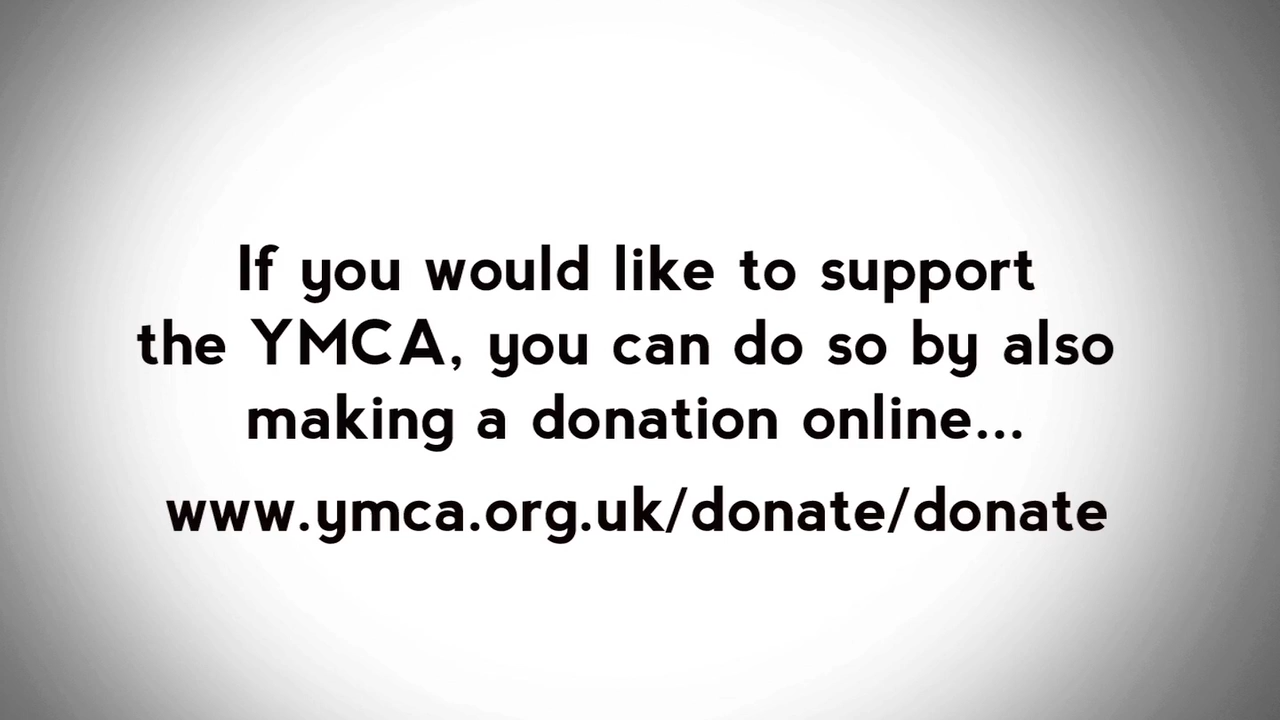 If you would like to support
the YMCA, you can do so by also
making a donation online...
www.ymca.org.uk/donate/donate